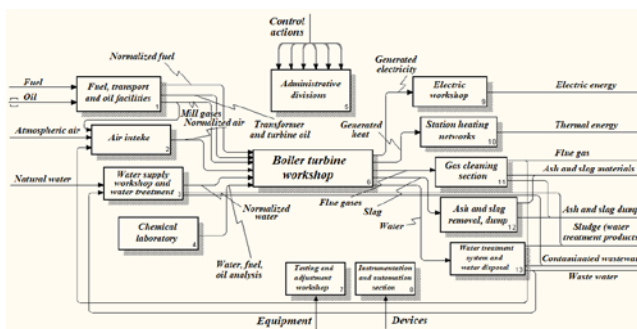 Control
actions
Normalized fuel
Generated
electricity
Fuel
Oil
Fuel, transport
and oil facilities
1
Administrative
divisions
5
Electric
workshop
9
Electric energy
Mill gases
Normalized air
Transformer
and turbine oil
Generated
heat
Atmospheric air
Air intake
2
Station heating
networks
10
Thermal energy
Boiler turbine
workshop
6
Gas cleaning
section
11
Flue gas
Ash and slag materials
Natural water
Water supply
workshop and
water treatment
3
Normalized
water
Flue gases
Slag
Water
Ash and slag
removal, dump
12
Ash and slag dump
Sludge (water
treatment products
Chemical
laboratory
4
Water, fuel,
oil analysis
Water treatment
system and
water disposal
13
Contaminated wastewater
Waste water
Testing and
adjustment
workshop
7
Instrumentation
and automation
section
8
Equipment
Devices